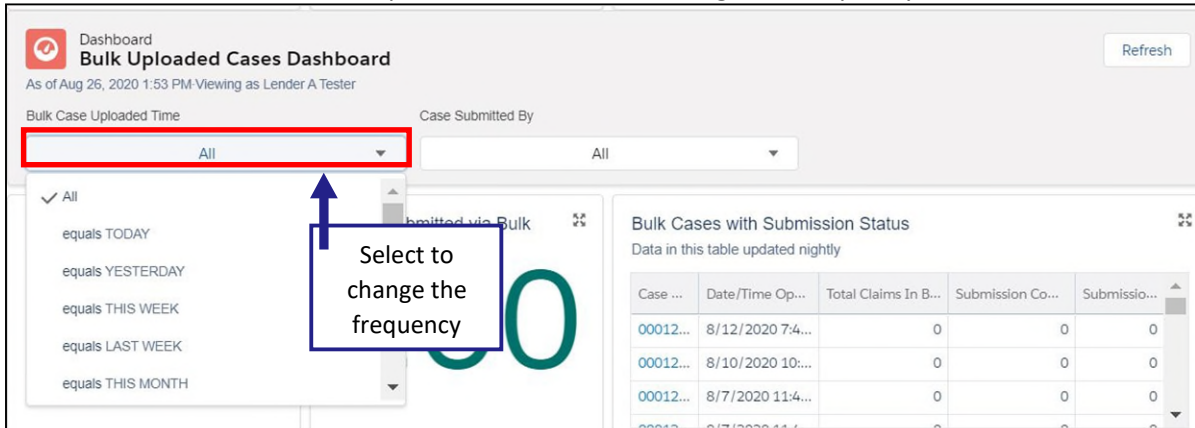 Dashboard
Bulk Uploaded Cases Dashboard
Refresh
As of Aug 26, 2020 1:53 PM·Viewing as Lender A Tester
Bulk Case Uploaded Time
Case Submitted By
All
All
All
equals TODAY
equals YESTERDAY
equals THIS WEEK
equals LAST WEEK
equals THIS MONTH
Select to
change the
frequency
via Bulk
Bulk Cases with Submission Status
Data in this table updated nightly
Case ... Date/Time Op... Total Claims In B... Submission Co... Submissio...
00012... 8/12/2020 7:4... 0 0 0
00012... 8/10/2020 10:... 0 0 0
00012... 8/7/2020 11:4... 0 0 0